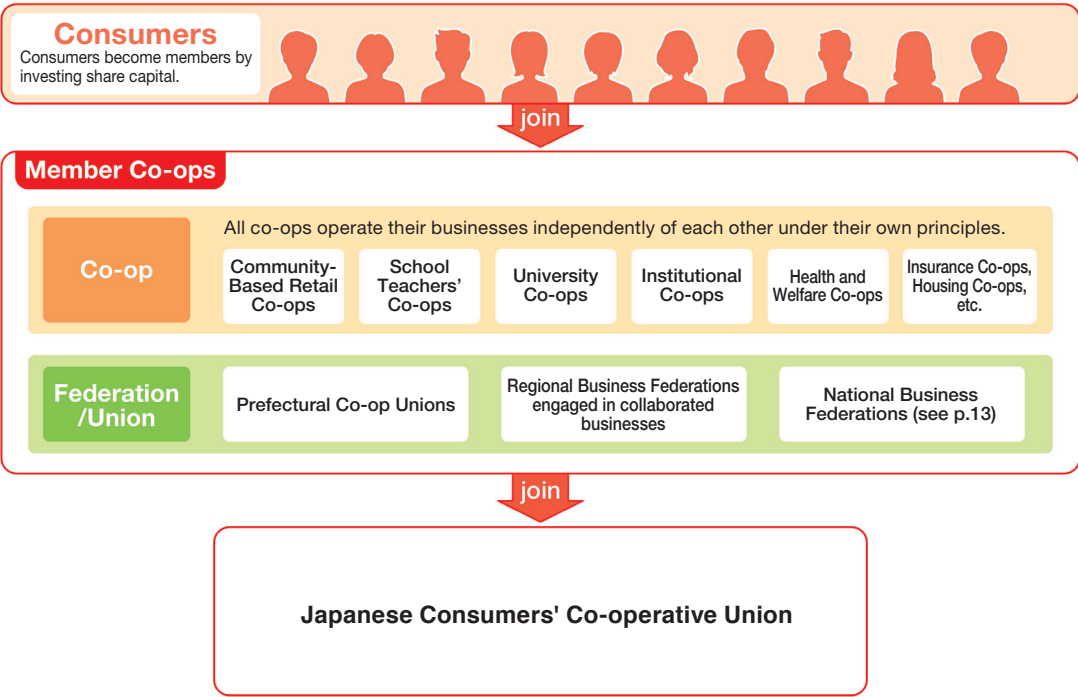 Consumers
Consumers become members by
investing share capital.
join
Member Co-ops
Co-op
All co-ops operate their businesses independently of each other under their own principles.
Community-
Based Retail
Co-ops
School
Teachers’
Co-ops
University
Co-ops
Institutional
Co-ops
Health and
Welfare Co-ops
Insurance Co-ops,
Housing Co-ops,
etc.
Federation
/Union
Prefectural Co-op Unions
Regional Business Federations
engaged in collaborated
businesses
National Business
Federations (see p.13)
join
Japanese Consumers' Co-operative Union